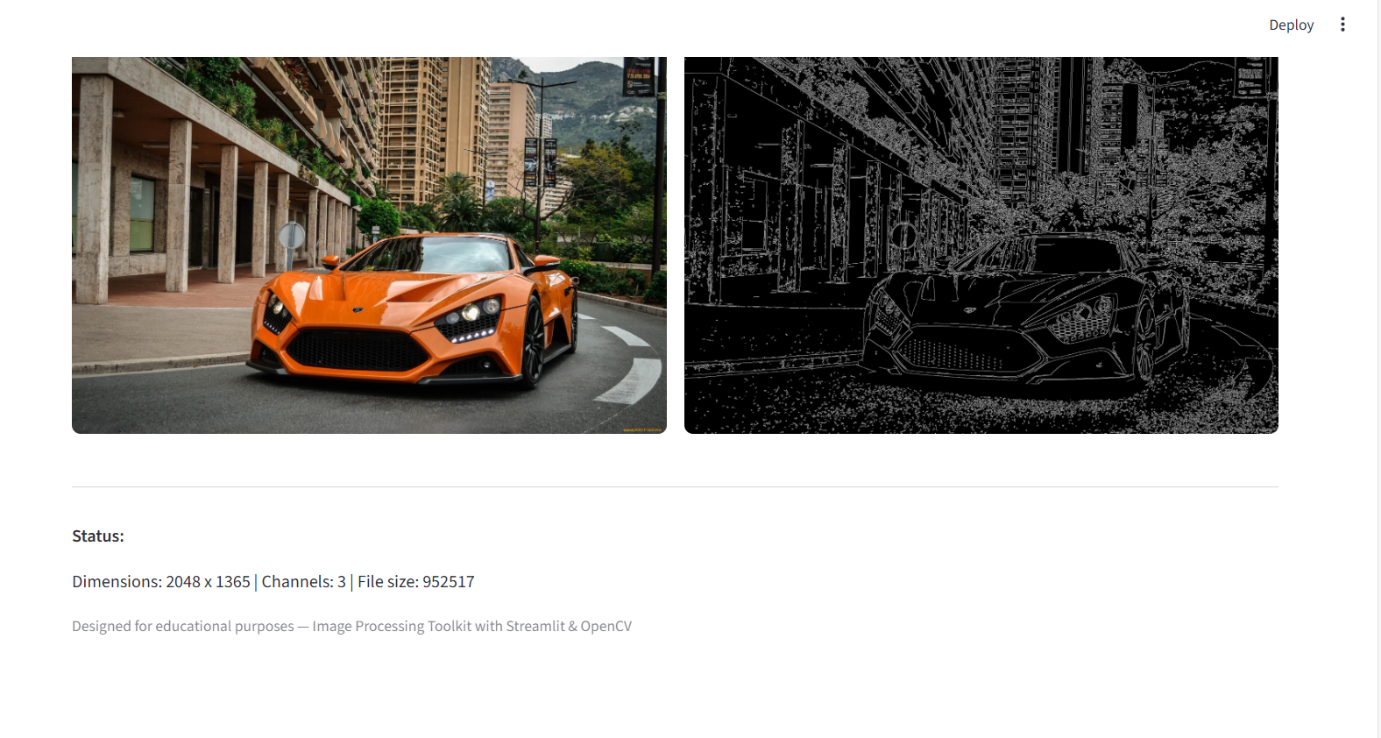 Deploy
Status:
Dimensions: 2048 x 1365 | Channels: 3 | File size: 952517
Designed for educational purposes — Image Processing Toolkit with Streamlit & OpenCV